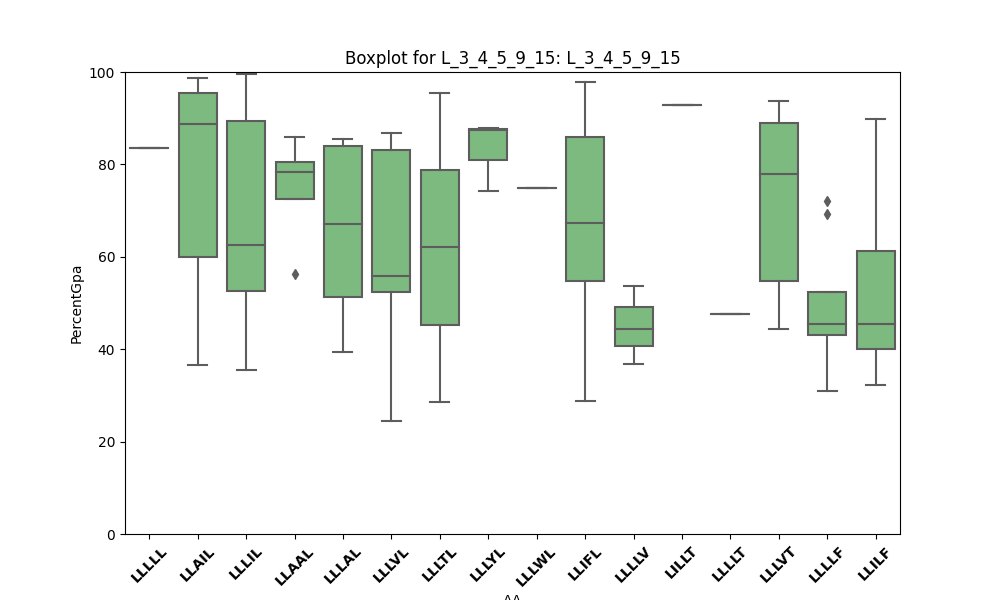 Boxplot for L_3_4_5_9_15: L_3_4_5_9_15
PercentGpa
100
80
60
40
20
0
LLLLL
LLAIL
LLLIL
LLAAL
LLLAL
LLLVL
LLLTL
LLLYL
LLLWL
LLIFL
LLLLV
LILLT
LLLLT
LLLVT
LLLLF
LLILF
AA